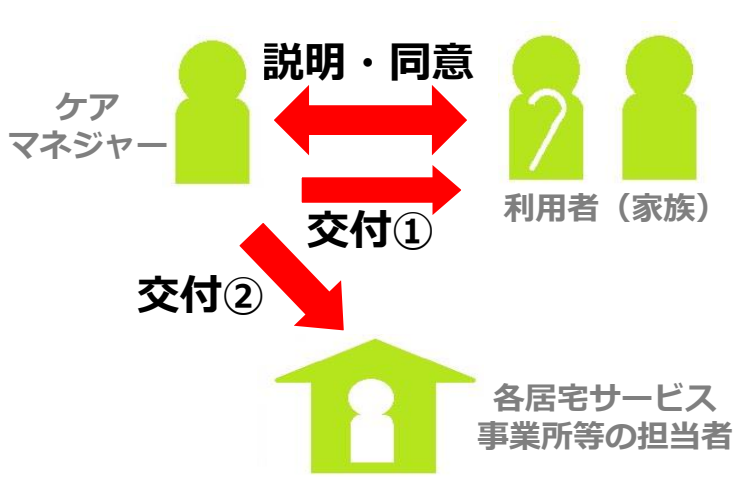 説明・同意
ケア
マネジャー
利用者（家族）
交付①
交付②
各居宅サービス
事業所等の担当者